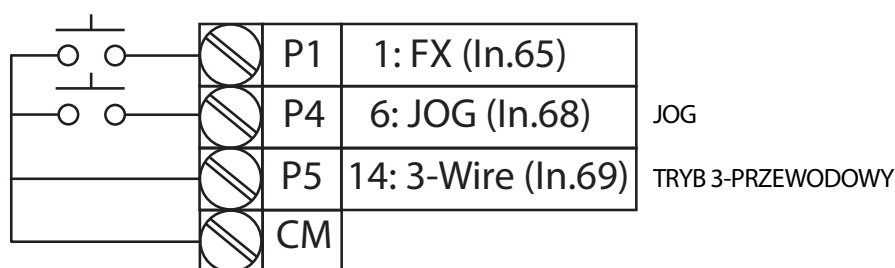 P1 1: FX (In.65)
P4 6: JOG (In.68) JOG
P5 14: 3-Wire (In.69) TRYB 3-PRZEWODOWY
CM